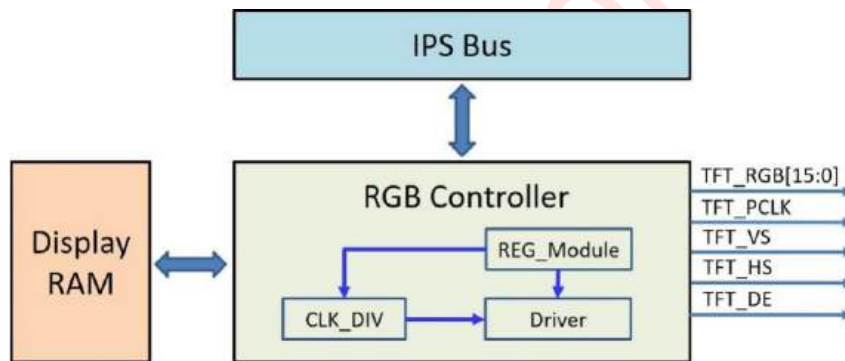 IPS Bus
RGB Controller
Display
RAM
REG_Module
CLK_DIV
Driver
TFT_RGB[15:0]
TFT_PCLK
TFT_VS
TFT_HS
TFT_DE